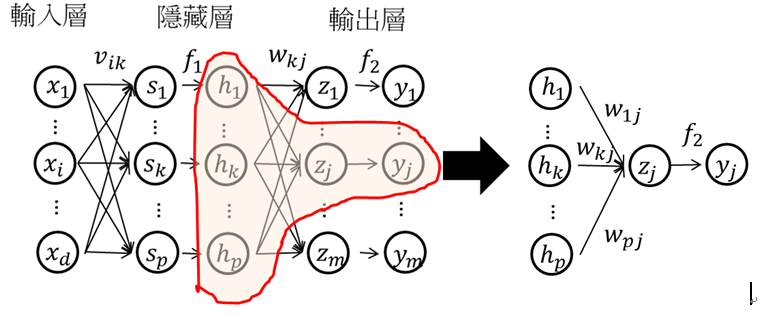 輸入層 隱藏層 輸出層
v_ik f_1 w_kj f_2
x_1 s_1 h_1 z_1 y_1 h_1
w_1j
⋮ ⋮ ⋮ ⋮ ⋮ ⋮
f_2
x_i s_k h_k z_j y_j h_k w_kj z_j y_j
⋮ ⋮ ⋮ ⋮ ⋮ ⋮
w_pj
x_d s_p h_p z_m y_m h_p